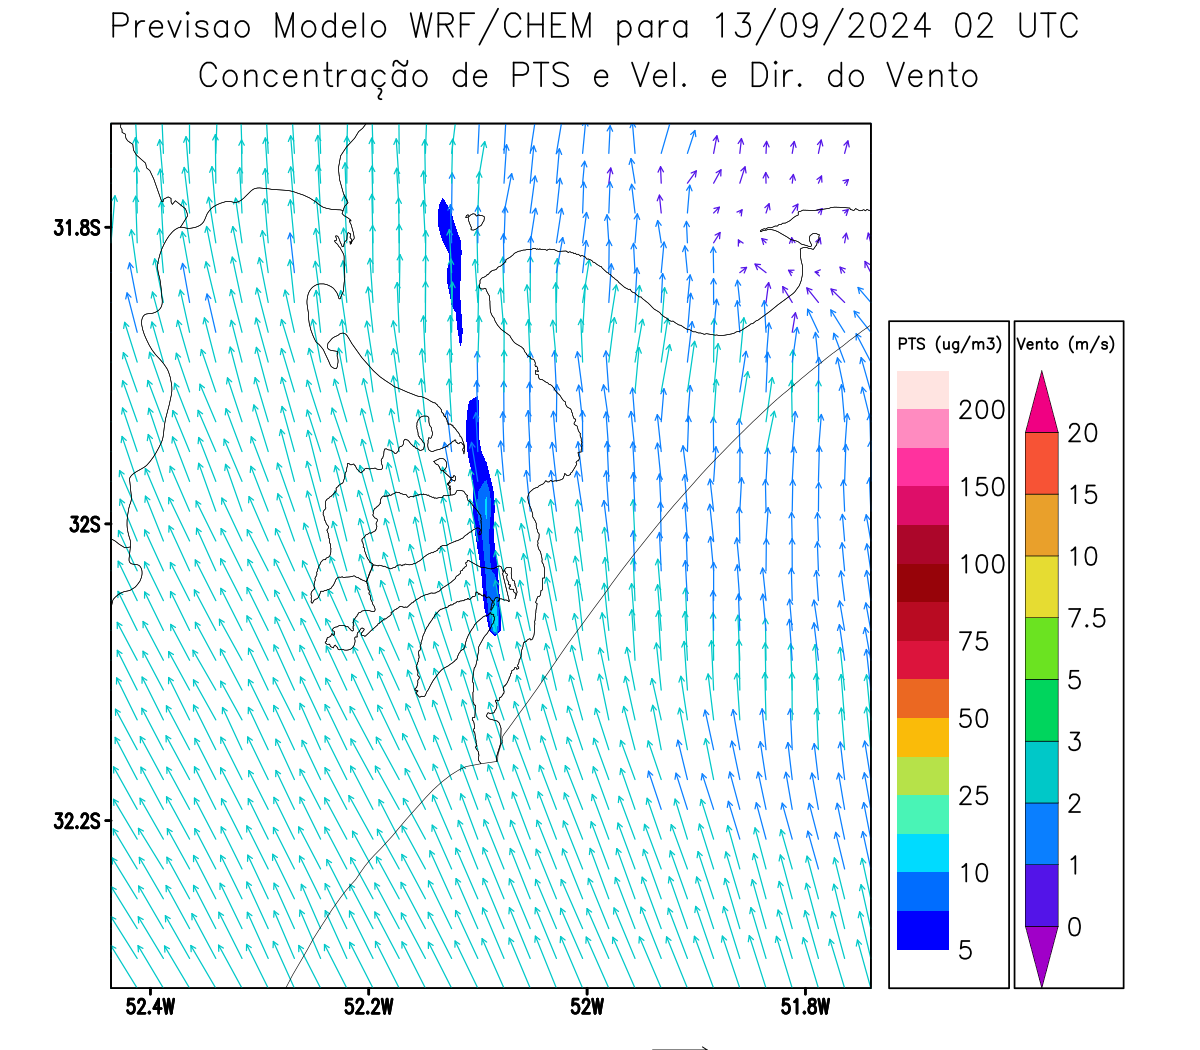 Previsao Modelo WRF/CHEM para 13/09/2024 02 UTC
Concentração de PTS e Vel. e Dir. do Vento
31.8S
32S
32.2S
52.4W
52.2W
52W
51.8W
PTS (ug/m3)
200
150
100
75
50
25
10
5
Vento (m/s)
20
15
10
7.5
5
3
2
1
0